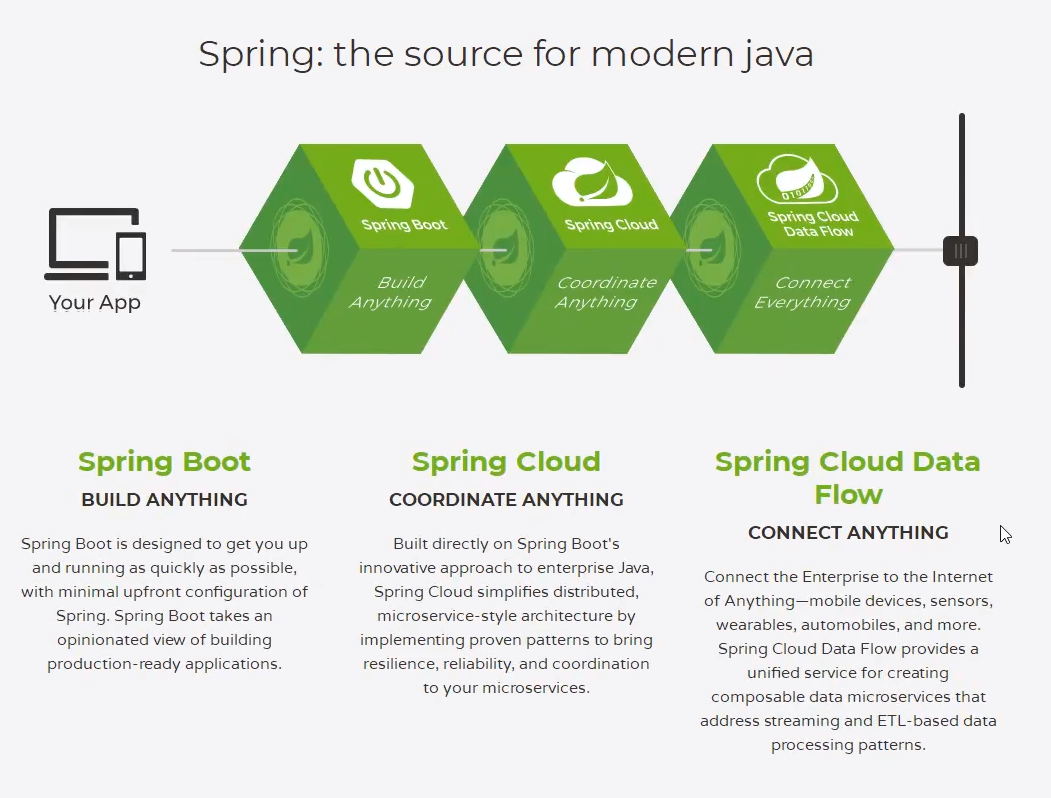 Spring: the source for modern java
Your App
Spring Boot
Build
Anything
Spring Cloud
Coordinate
Anything
Spring Cloud
Data Flow
Connect
Everything
Spring Boot
BUILD ANYTHING
Spring Boot is designed to get you up
and running as quickly as possible,
with minimal upfront configuration of
Spring. Spring Boot takes an
opinionated view of building
production-ready applications.
Spring Cloud
COORDINATE ANYTHING
Built directly on Spring Boot's
innovative approach to enterprise Java,
Spring Cloud simplifies distributed,
microservice-style architecture by
implementing proven patterns to bring
resilience, reliability, and coordination
to your microservices.
Spring Cloud Data
Flow
CONNECT ANYTHING
Connect the Enterprise to the Internet
of Anything—mobile devices, sensors,
wearables, automobiles, and more.
Spring Cloud Data Flow provides a
unified service for creating
composable data microservices that
address streaming and ETL-based data
processing patterns.